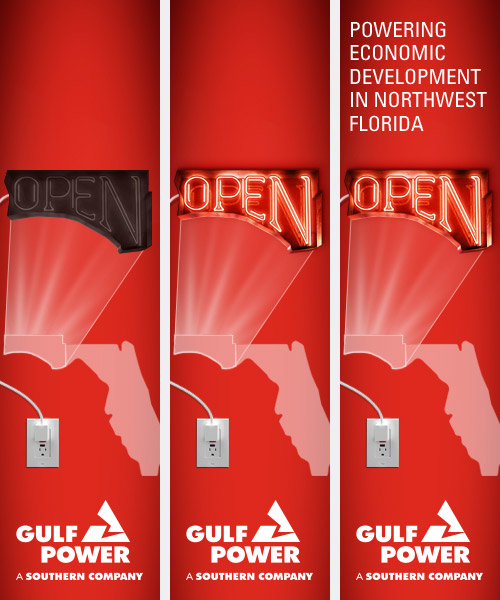 OPEN
GULF
POWER
A SOUTHERN COMPANY
OPEN
GULF
POWER
A SOUTHERN COMPANY
POWERING
ECONOMIC
DEVELOPMENT
IN NORTHWEST
FLORIDA
OPEN
GULF
POWER
A SOUTHERN COMPANY